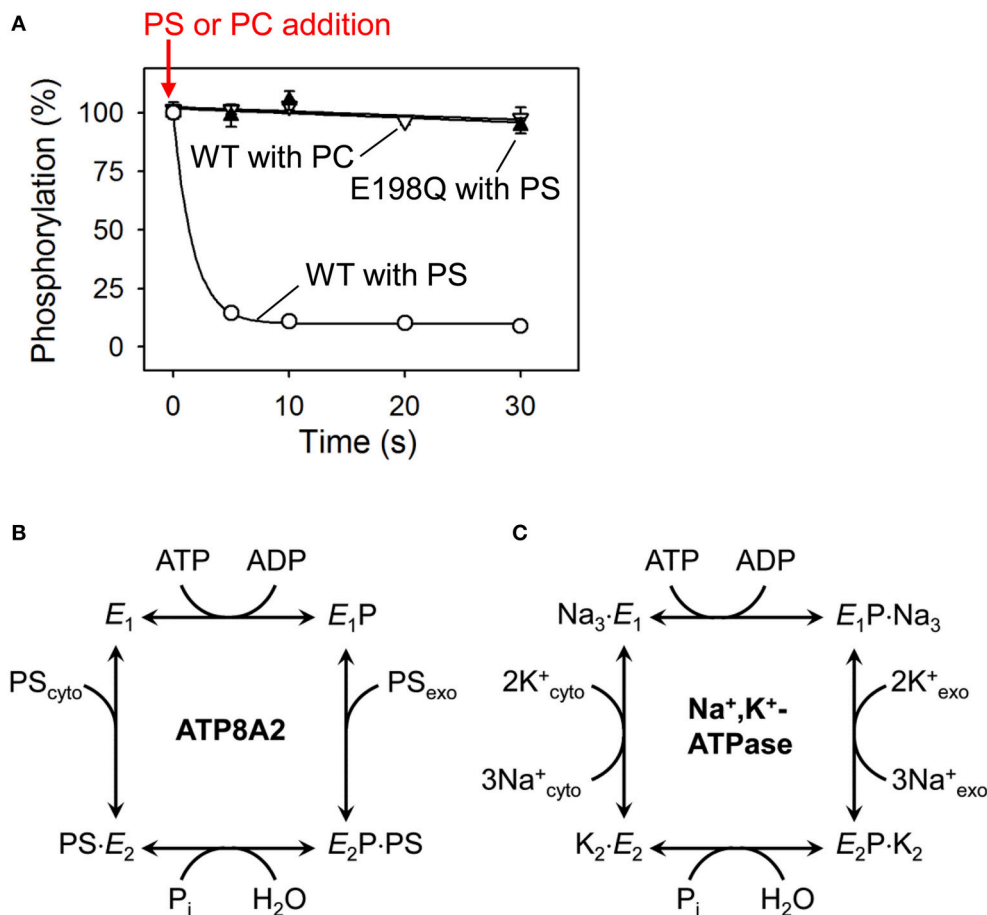 A
PS or PC addition
Phosphorylation (%)
100
75
50
25
0
WT with PC
E198Q with PS
WT with PS
0
10
20
30
Time (s)
B
ATP
ADP
E₁
E₁P
PScyto
PSexo
ATP8A2
PS·E₂
E₂P·PS
Pi
H₂O
C
ATP
ADP
Na₃·E₁
E₁P·Na₃
2K⁺cyto
2K⁺exo
Na⁺,K⁺-
ATPase
3Na⁺cyto
3Na⁺exo
K₂·E₂
E₂P·K₂
Pi
H₂O